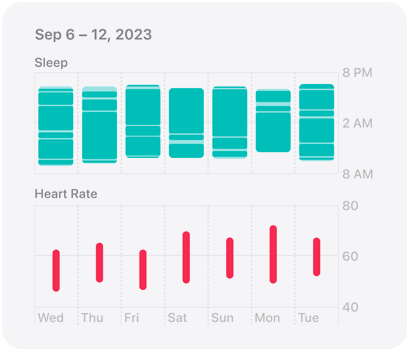 Sep 6 – 12, 2023
Sleep
8 PM
2 AM
8 AM
Heart Rate
80
60
40
Wed Thu Fri Sat Sun Mon Tue